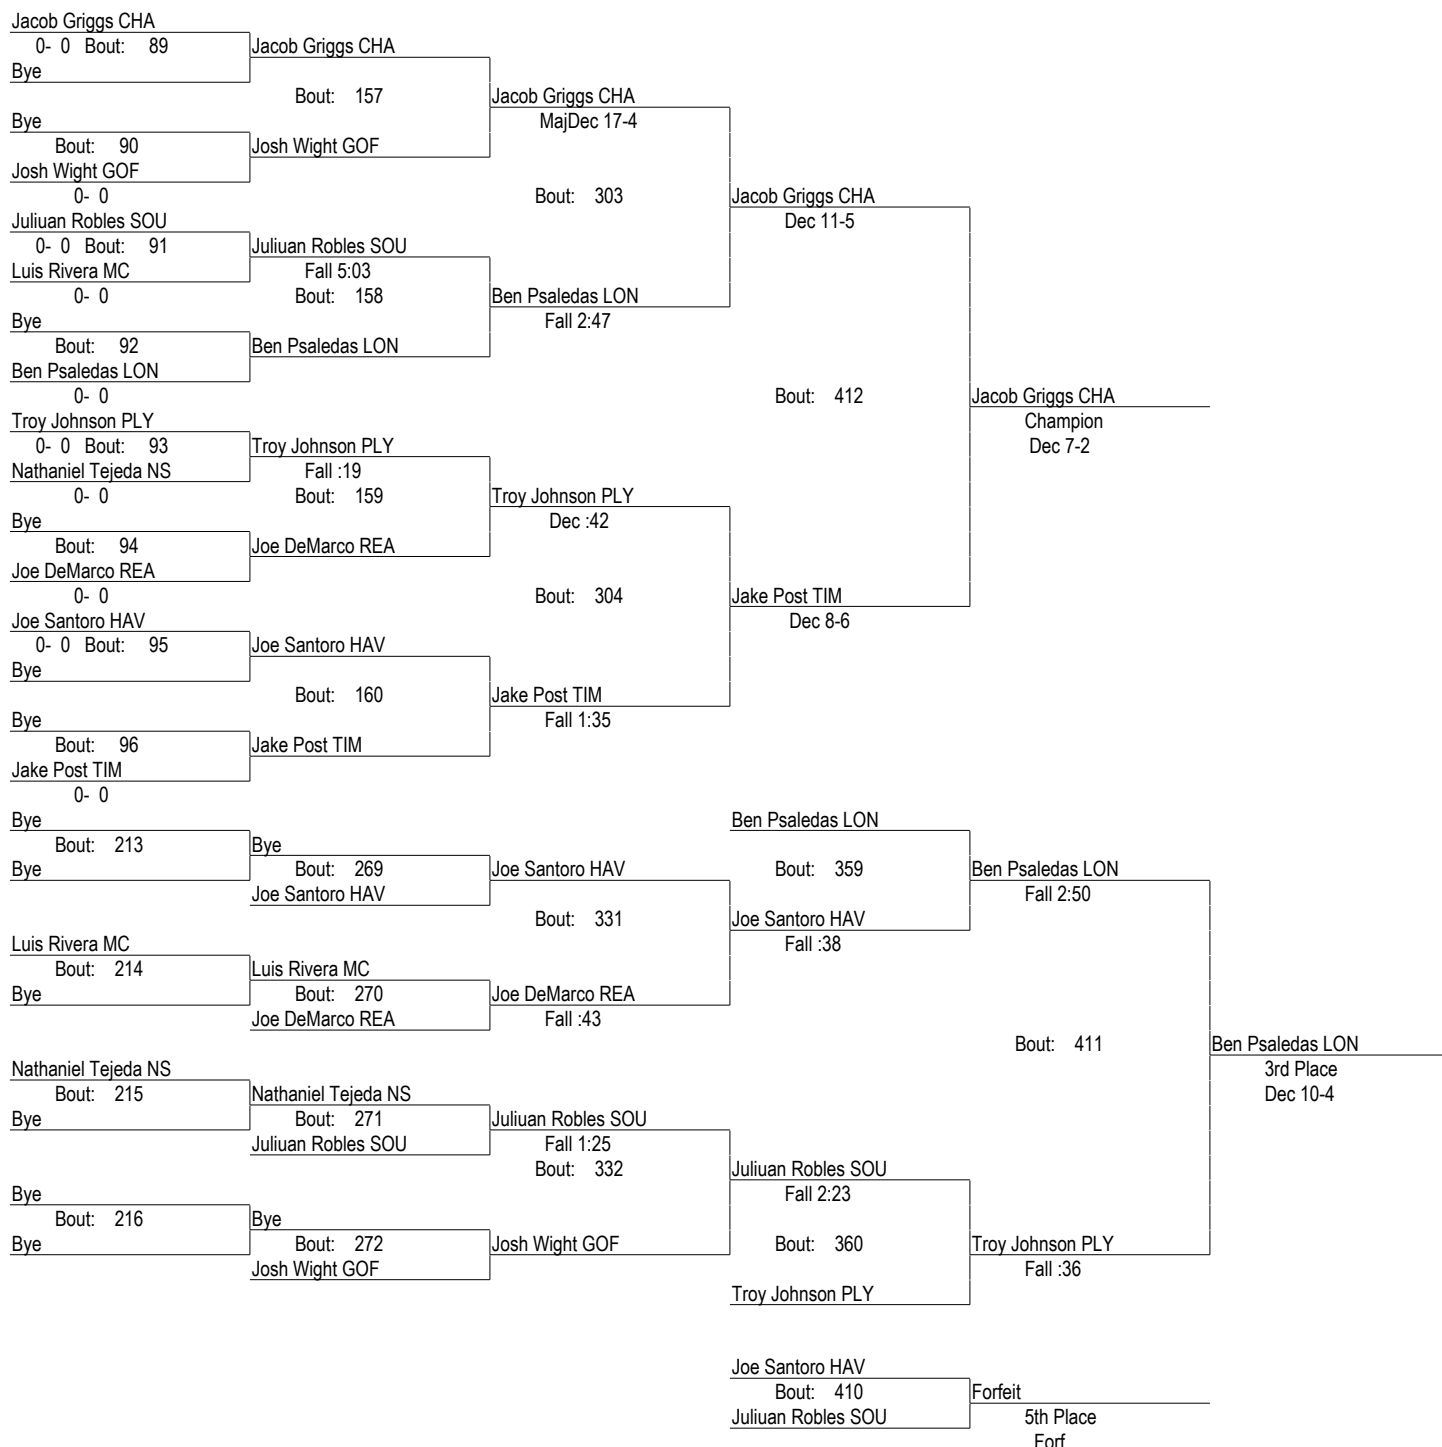 Jacob Griggs CHA
0- 0 Bout: 89 Jacob Griggs CHA
Bye
Bout: 157 Jacob Griggs CHA
Bye MajDec 17-4
Bout: 90 Josh Wight GOF
Josh Wight GOF
0- 0 Bout: 303 Jacob Griggs CHA
Juliuan Robles SOU Dec 11-5
0- 0 Bout: 91 Juliuan Robles SOU
Luis Rivera MC Fall 5:03
0- 0 Bout: 158 Ben Psaledas LON
Bye Fall 2:47
Bout: 92 Ben Psaledas LON
Ben Psaledas LON
0- 0 Bout: 412 Jacob Griggs CHA
Troy Johnson PLY Champion
0- 0 Bout: 93 Troy Johnson PLY Dec 7-2
Nathaniel Tejeda NS Fall :19
0- 0 Bout: 159 Troy Johnson PLY
Bye Dec :42
Bout: 94 Joe DeMarco REA
Joe DeMarco REA
0- 0 Bout: 304 Jake Post TIM
Joe Santoro HAV Dec 8-6
0- 0 Bout: 95 Joe Santoro HAV
Bye
Bout: 160 Jake Post TIM
Bye Fall 1:35
Bout: 96 Jake Post TIM
Jake Post TIM
0- 0
Bye Ben Psaledas LON
Bout: 213 Bye
Bye Bout: 269 Joe Santoro HAV Bout: 359 Ben Psaledas LON
Joe Santoro HAV Fall 2:50
Bout: 331 Joe Santoro HAV
Luis Rivera MC Fall :38
Bout: 214 Luis Rivera MC
Bye Bout: 270 Joe DeMarco REA
Joe DeMarco REA Fall :43
Bout: 411 Ben Psaledas LON
Nathaniel Tejeda NS 3rd Place
Bout: 215 Nathaniel Tejeda NS Dec 10-4
Bye Bout: 271 Juliuan Robles SOU
Juliuan Robles SOU Fall 1:25
Bout: 332 Juliuan Robles SOU
Bye Fall 2:23
Bout: 216 Bye
Bye Bout: 272 Josh Wight GOF Bout: 360 Troy Johnson PLY
Josh Wight GOF Fall :36
Troy Johnson PLY
Joe Santoro HAV
Bout: 410 Forfeit
Juliuan Robles SOU 5th Place
Forf